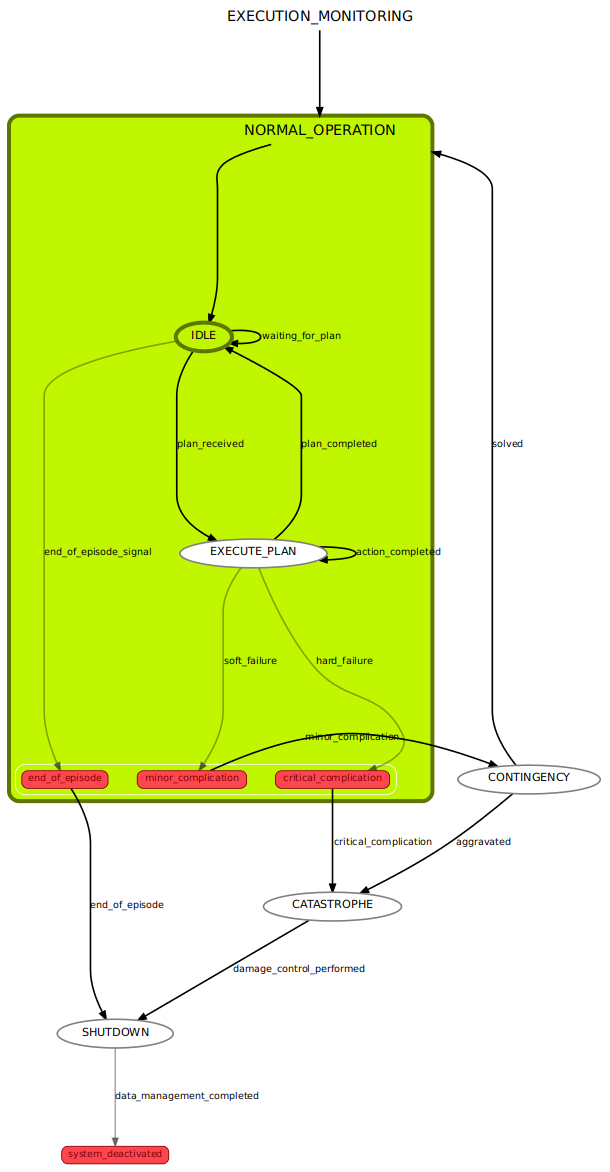 EXECUTION_MONITORING
NORMAL_OPERATION
IDLE
waiting_for_plan
plan_received
plan_completed
solved
EXECUTE_PLAN
action_completed
end_of_episode_signal
soft_failure
hard_failure
minor_complication
end_of_episode
minor_complication
critical_complication
CONTINGENCY
critical_complication
aggravated
end_of_episode
CATASTROPHE
damage_control_performed
SHUTDOWN
data_management_completed
system_deactivated